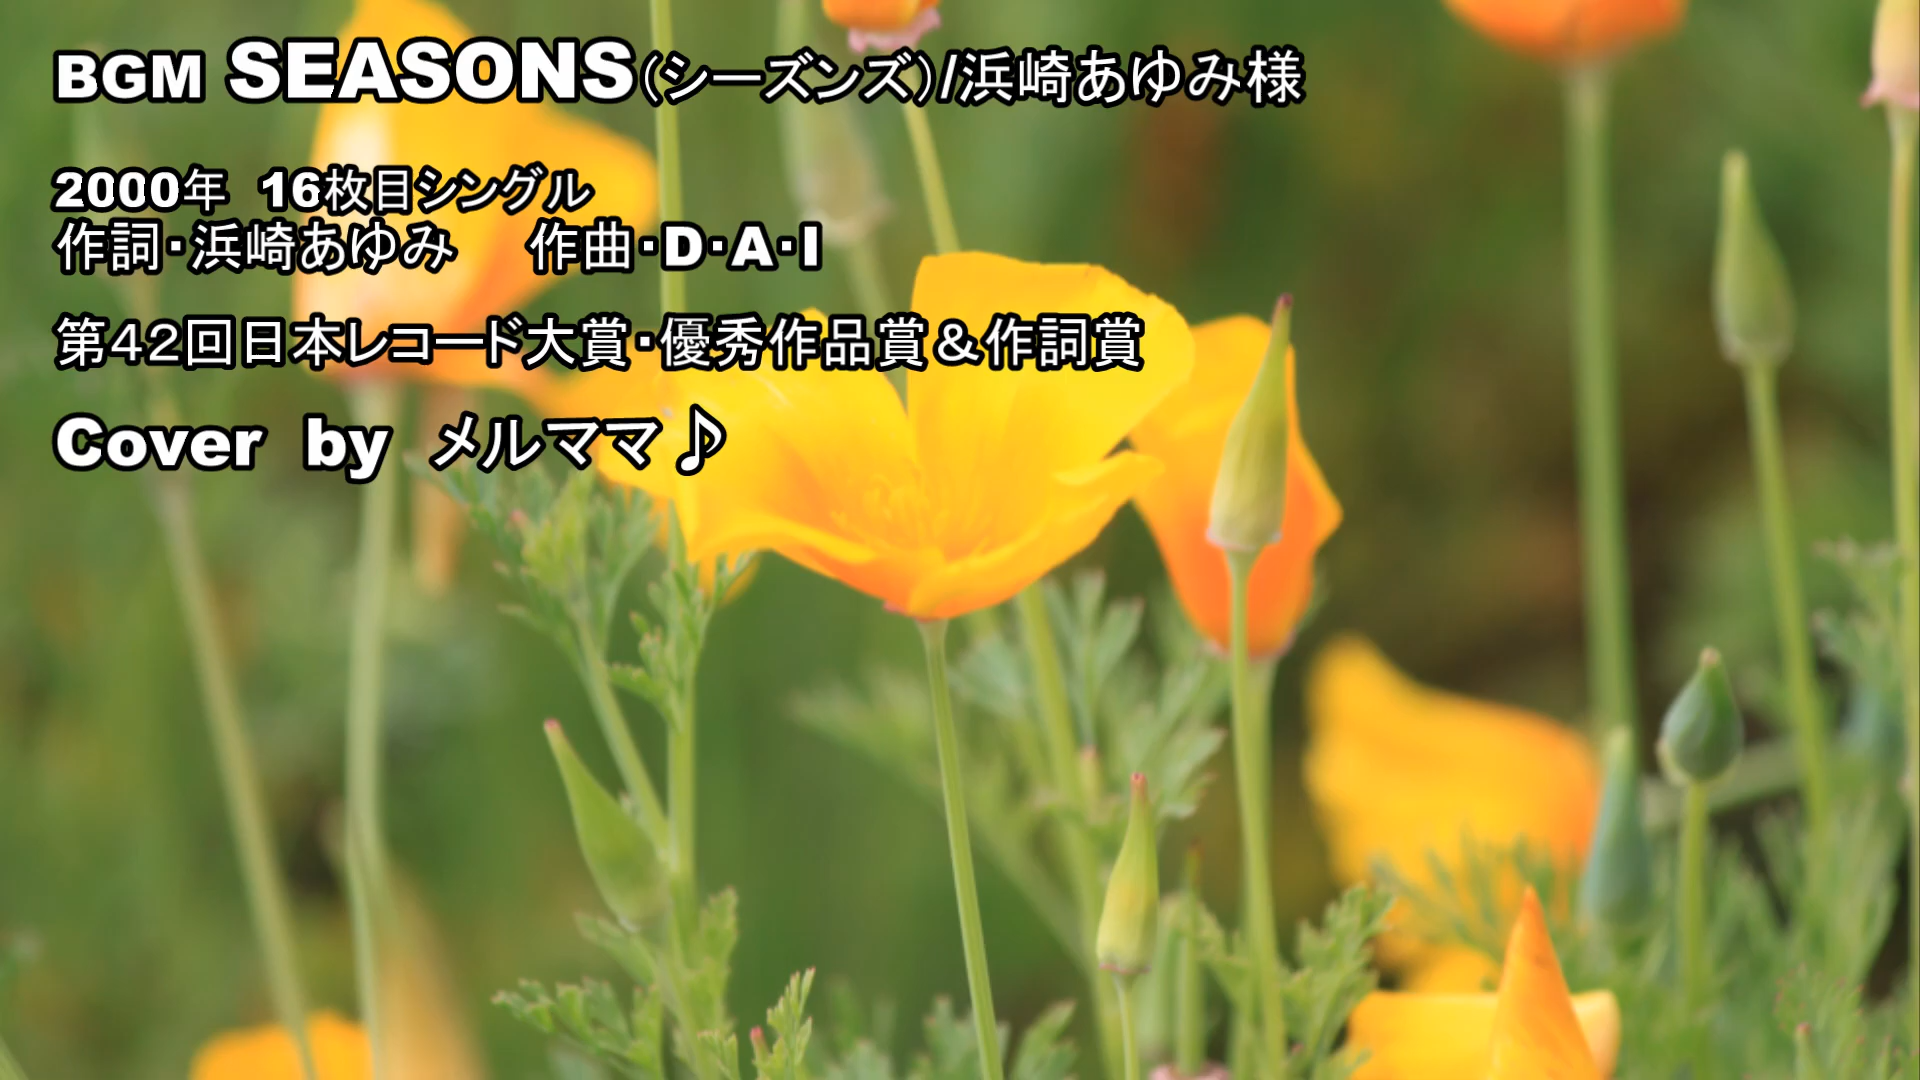 BGM SEASONS（シーズンズ）/浜崎あゆみ様
2000年　16枚目シングル
作詞・浜崎あゆみ　作曲・D・A・I
第４２回日本レコード大賞・優秀作品賞＆作詞賞
Cover by メルママ♪